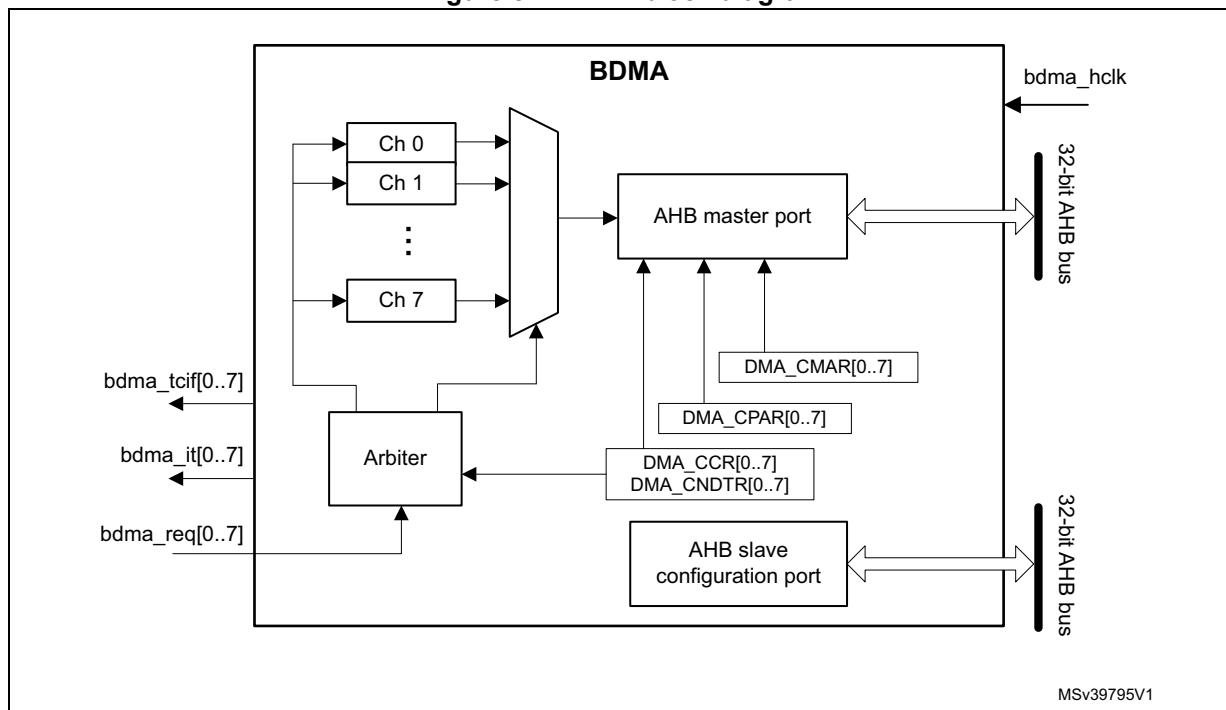 BDMA
bdma_hclk
Ch 0
Ch 1
Ch 7
AHB master port
32-bit AHB bus
DMA_CMAR[0..7]
bdma_tcif[0..7]
DMA_CPAR[0..7]
bdma_it[0..7]
Arbiter
DMA_CCR[0..7]
DMA_CNDTR[0..7]
bdma_req[0..7]
AHB slave
configuration port
32-bit AHB bus
MSv39795V1